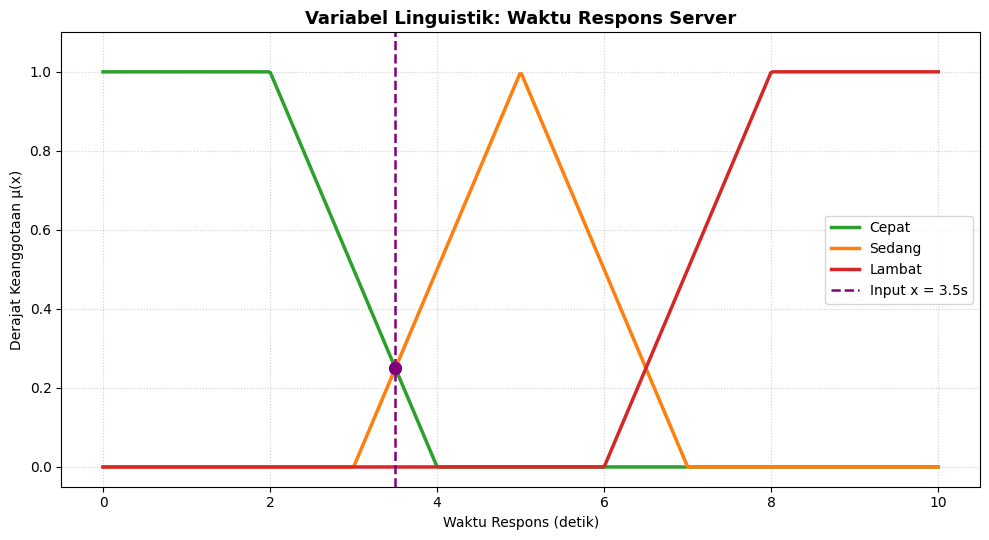 Variabel Linguistik: Waktu Respons Server
Derajat Keanggotaan μ(x)
1.0
0.8
0.6
0.4
0.2
0.0
Cepat
Sedang
Lambat
Input x = 3.5s
0 2 4 6 8 10
Waktu Respons (detik)